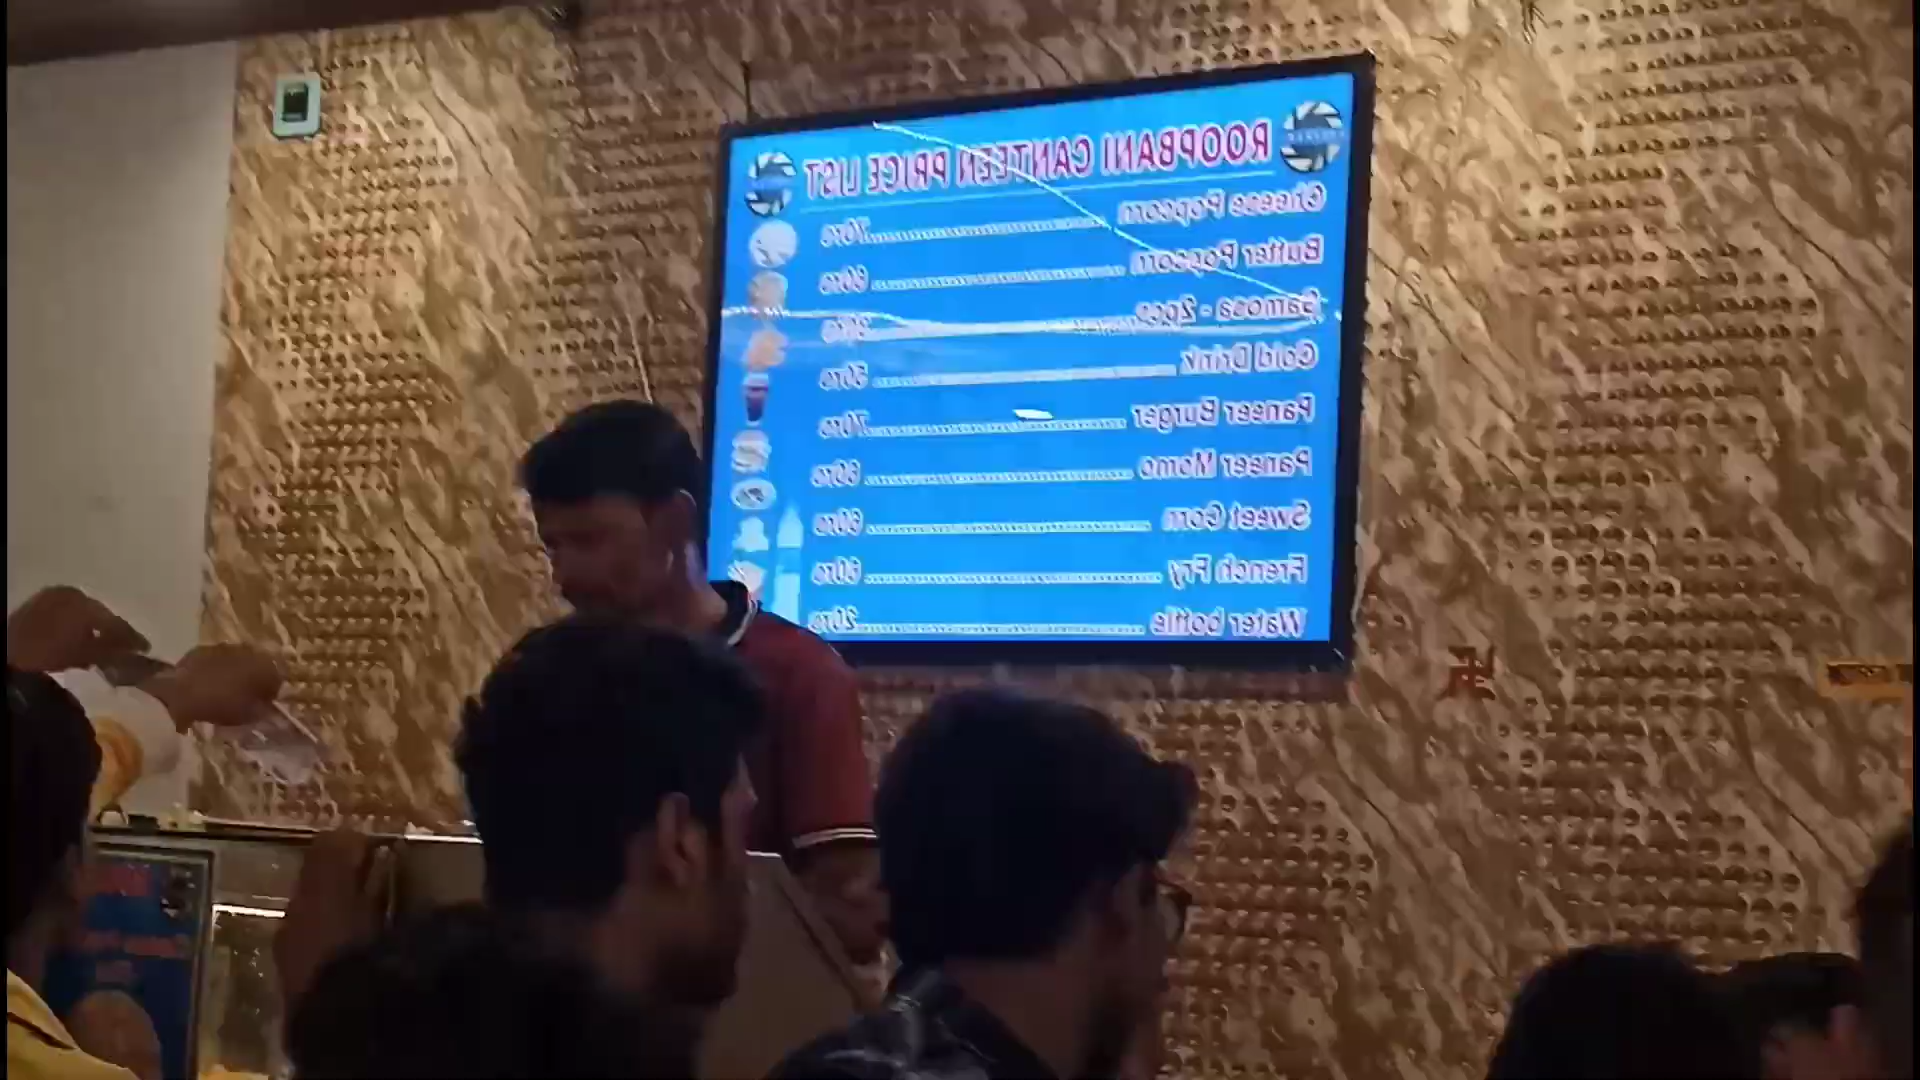 ROOPBANI CANTEEN PRICE LIST
Cheese Popcorn ........ 70rs
Butter Popcorn ........ 60rs
Samosa - 2pcs
Cold Drink ........ 50rs
Paneer Burger ........ 70rs
Paneer Momo ........ 60rs
Sweet Corn ........ 60rs
French Fry ........ 60rs
Water bottle ........ 20rs